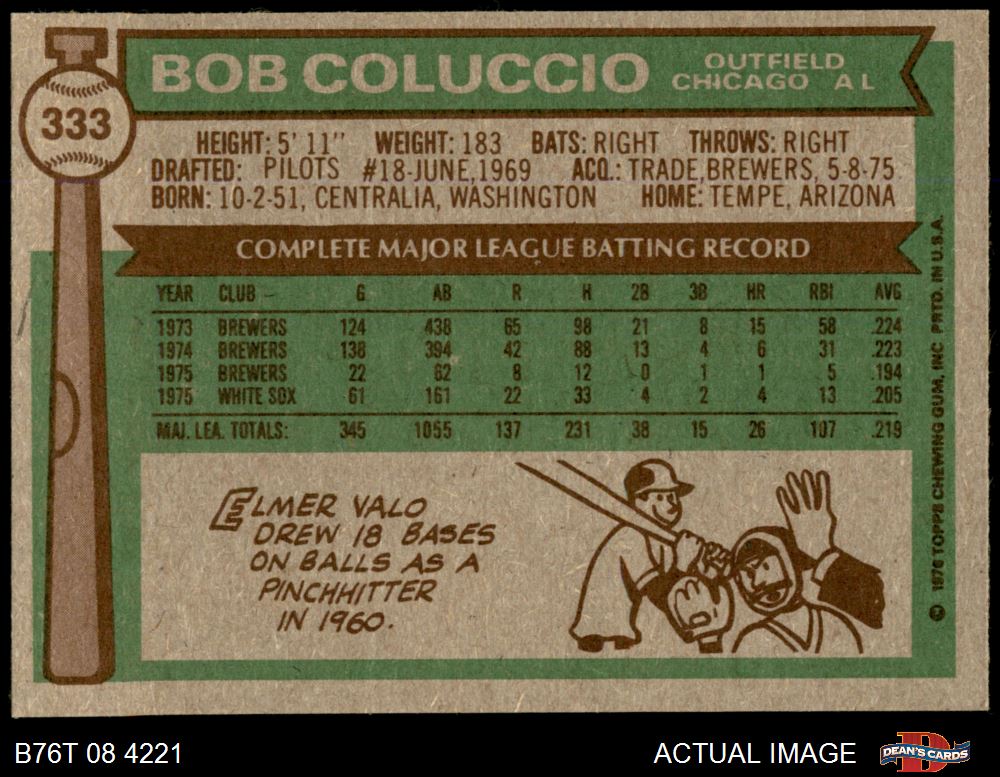 333
BOB COLUCCIO
OUTFIELD
CHICAGO A L
HEIGHT: 5' 11" WEIGHT: 183 BATS: RIGHT THROWS: RIGHT
DRAFTED: PILOTS #18-JUNE,1969 ACQ.: TRADE,BREWERS, 5-8-75
BORN: 10-2-51, CENTRALIA, WASHINGTON HOME: TEMPE, ARIZONA
COMPLETE MAJOR LEAGUE BATTING RECORD
YEAR CLUB G AB R H 2B 3B HR RBI AVG
1973 BREWERS 124 438 65 98 21 8 15 58 .224
1974 BREWERS 138 394 42 88 13 4 6 31 .223
1975 BREWERS 22 62 8 12 0 1 1 5 .194
1975 WHITE SOX 61 161 22 33 4 2 4 13 .205
MAJ. LEA. TOTALS: 345 1055 137 231 38 15 26 107 .219
ELMER VALO
DREW 18 BASES
ON BALLS AS A
PINCHHITTER
IN 1960.
© 1976 TOPPS CHEWING GUM, INC PRTD. IN U.S.A.
B76T 08 4221
ACTUAL IMAGE
D
DEAN'S CARDS